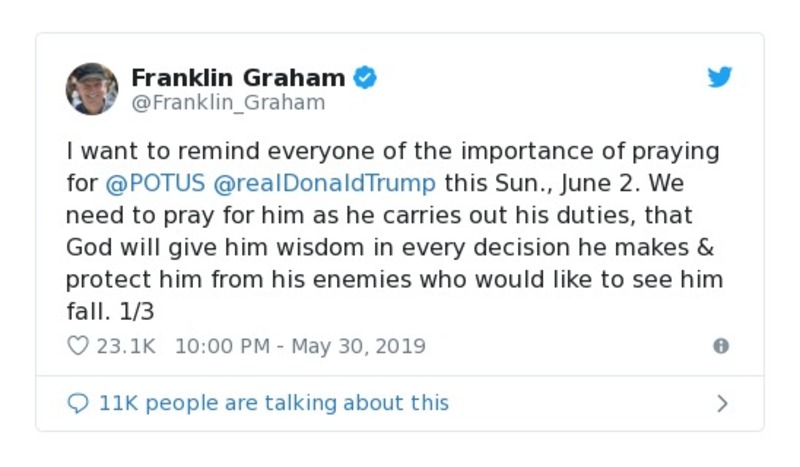 Franklin Graham
@Franklin_Graham
I want to remind everyone of the importance of praying
for @POTUS @realDonaldTrump this Sun., June 2. We
need to pray for him as he carries out his duties, that
God will give him wisdom in every decision he makes &
protect him from his enemies who would like to see him
fall. 1/3
23.1K 10:00 PM - May 30, 2019
11K people are talking about this